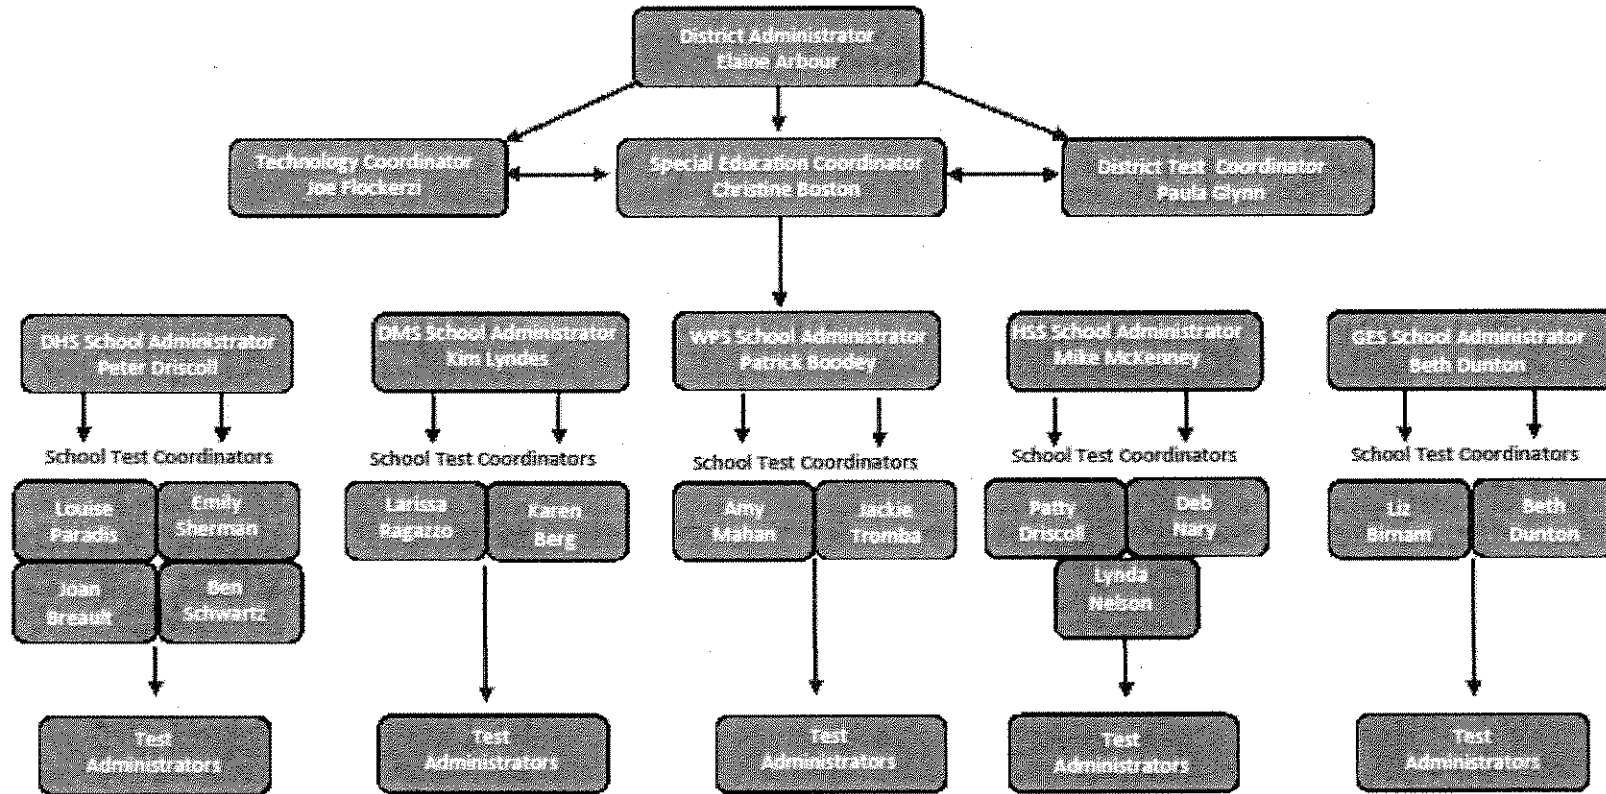 District Administrator
Elaine Arbour
Technology Coordinator
Joe Flockerzi
Special Education Coordinator
Christine Boston
District Test Coordinator
Paula Glynn
DHS School Administrator
Peter Driscoll
DMS School Administrator
Kim Lyndes
WPS School Administrator
Patrick Boodey
HSS School Administrator
Mike McKenney
GES School Administrator
Beth Dunton
School Test Coordinators
School Test Coordinators
School Test Coordinators
School Test Coordinators
School Test Coordinators
Louise
Paradis
Emily
Sherman
Joan
Breault
Ben
Schwartz
Larissa
Ragazzo
Karen
Berg
Amy
Mahan
Jackie
Tromba
Patty
Driscoll
Deb
Nary
Lynda
Nelson
Liz
Birnam
Beth
Dunton
Test
Administrators
Test
Administrators
Test
Administrators
Test
Administrators
Test
Administrators